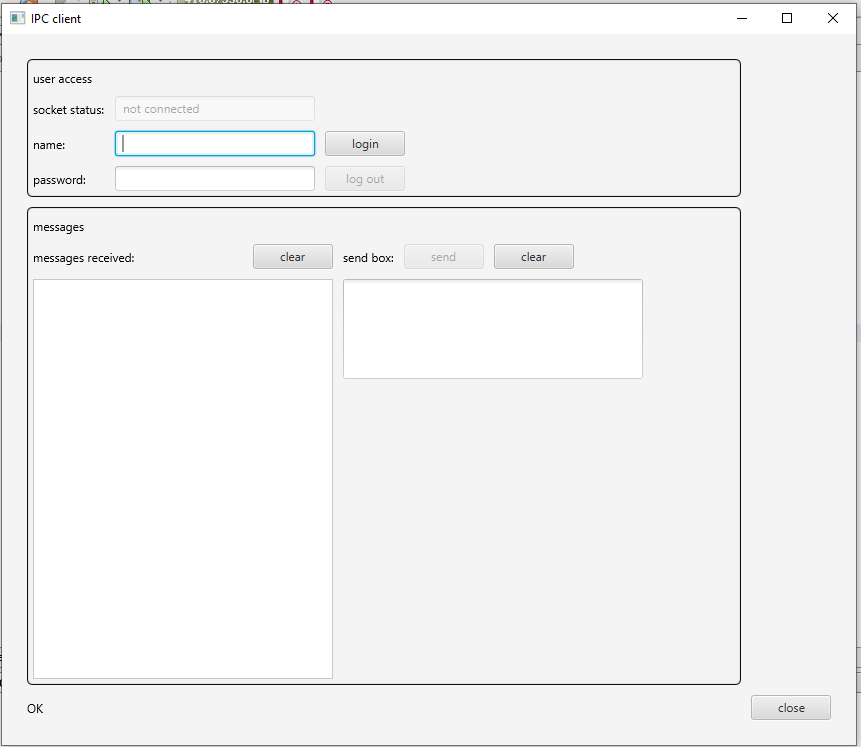 IPC client
user access
socket status: not connected
name: login
password: log out
messages
messages received: clear send box: send clear
OK close